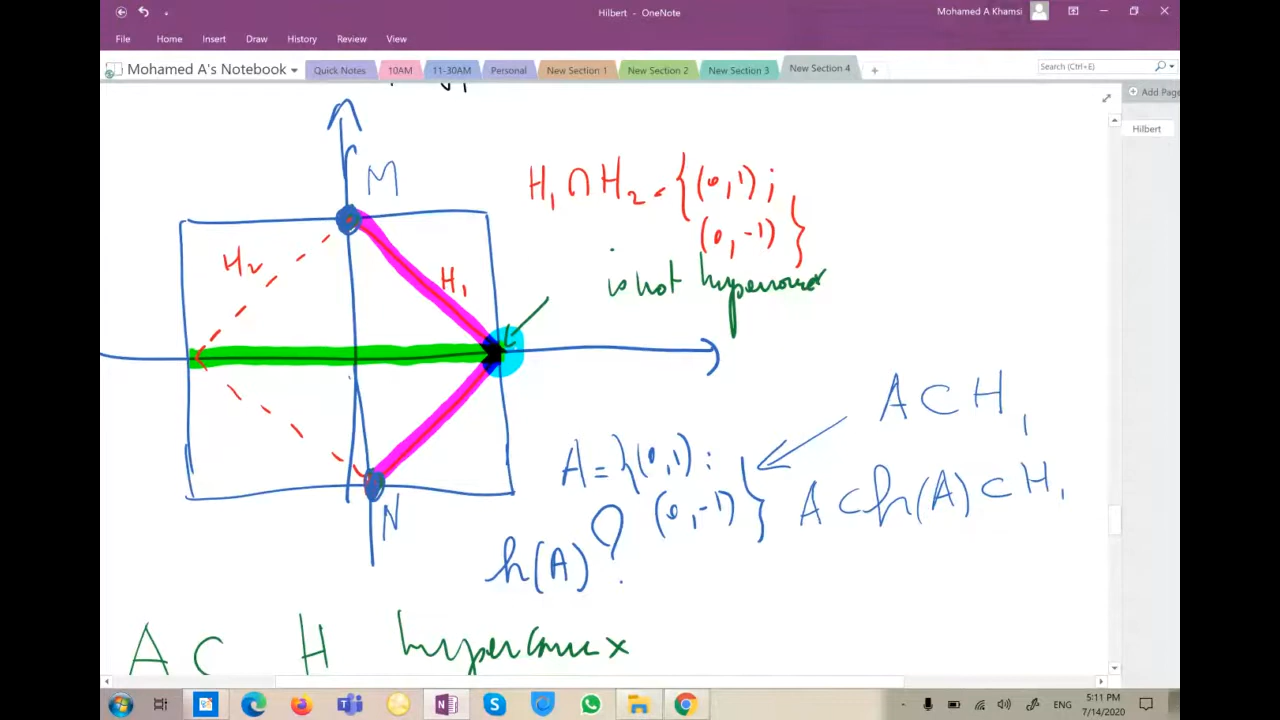 Hilbert - OneNote
Mohamed A Khamsi
File Home Insert Draw History Review View
Mohamed A's Notebook
Quick Notes 10AM 11-30AM Personal New Section 1 New Section 2 New Section 3 New Section 4
Search (Ctrl+E)
Add Page
Hilbert
M
H₁ ∩ H₂ = { (0,1) ;
(0,-1) }
is not hyperconvex
H₂
H₁
A ⊂ H₁
A = { (0,1) ;
(0,-1) }
A ⊂ h(A) ⊂ H₁
N
h(A) ?
A ⊂ H hyperconvex
ENG
5:11 PM
7/14/2020